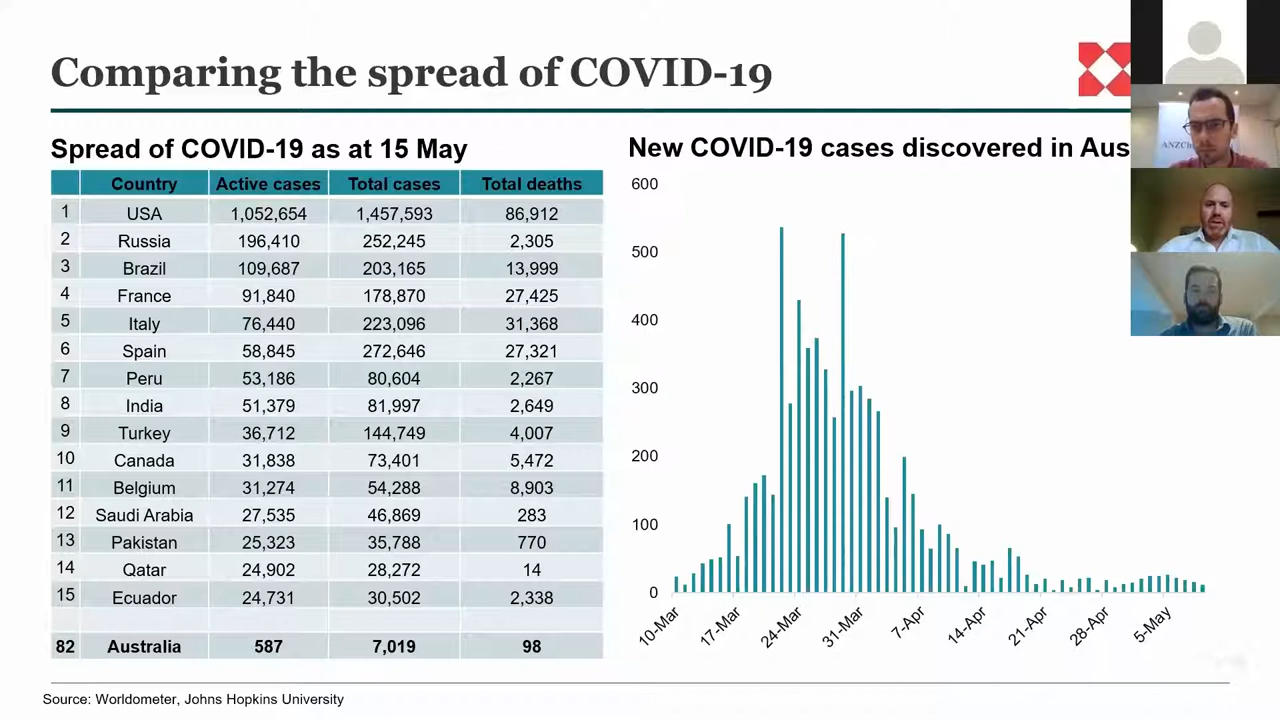 Comparing the spread of COVID-19
Spread of COVID-19 as at 15 May
Country Active cases Total cases Total deaths
1 USA 1,052,654 1,457,593 86,912
2 Russia 196,410 252,245 2,305
3 Brazil 109,687 203,165 13,999
4 France 91,840 178,870 27,425
5 Italy 76,440 223,096 31,368
6 Spain 58,845 272,646 27,321
7 Peru 53,186 80,604 2,267
8 India 51,379 81,997 2,649
9 Turkey 36,712 144,749 4,007
10 Canada 31,838 73,401 5,472
11 Belgium 31,274 54,288 8,903
12 Saudi Arabia 27,535 46,869 283
13 Pakistan 25,323 35,788 770
14 Qatar 24,902 28,272 14
15 Ecuador 24,731 30,502 2,338
82 Australia 587 7,019 98
New COVID-19 cases discovered in Aus
600
500
400
300
200
100
0
10-Mar 17-Mar 24-Mar 31-Mar 7-Apr 14-Apr 21-Apr 28-Apr 5-May
Source: Worldometer, Johns Hopkins University